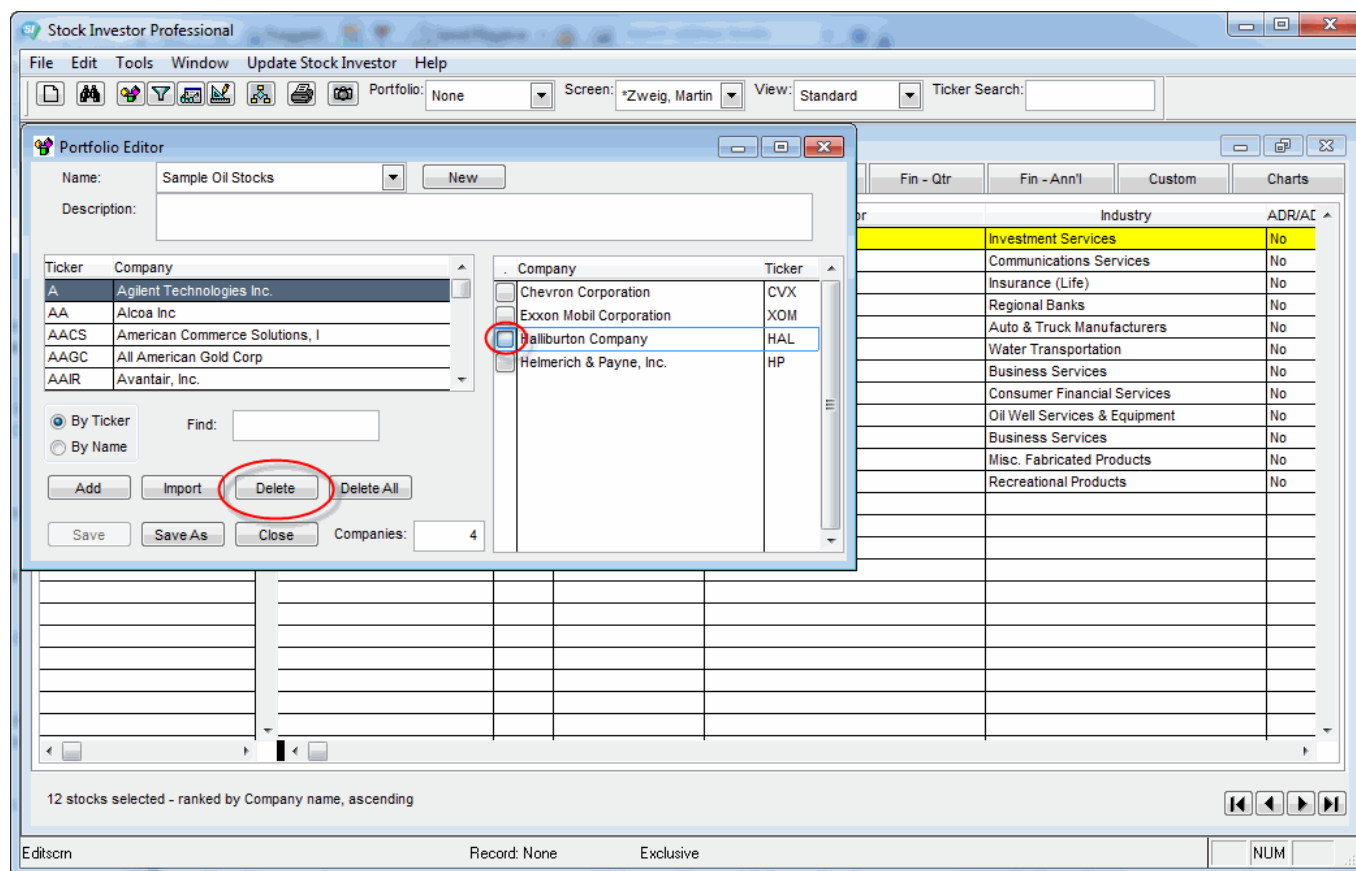 Stock Investor Professional
File Edit Tools Window Update Stock Investor Help
Portfolio: None Screen: *Zweig, Martin View: Standard Ticker Search:
Portfolio Editor
Name: Sample Oil Stocks New
Description:
Fin - Qtr Fin - Ann'l Custom Charts
Industry ADR/AD
Ticker Company
A Agilent Technologies Inc.
AA Alcoa Inc
AACS American Commerce Solutions, I
AAGC All American Gold Corp
AAIR Avantair, Inc.
. Company Ticker
Chevron Corporation CVX
Exxon Mobil Corporation XOM
Halliburton Company HAL
Helmerich & Payne, Inc. HP
Investment Services No
Communications Services No
Insurance (Life) No
Regional Banks No
Auto & Truck Manufacturers No
Water Transportation No
Business Services No
Consumer Financial Services No
Oil Well Services & Equipment No
Business Services No
Misc. Fabricated Products No
Recreational Products No
By Ticker Find:
By Name
Add Import Delete Delete All
Save Save As Close Companies: 4
12 stocks selected - ranked by Company name, ascending
Editscrn Record: None Exclusive NUM